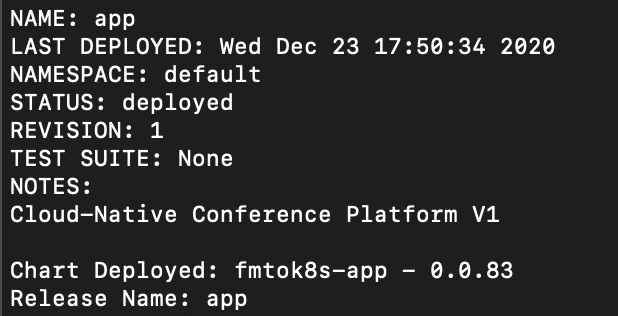 NAME: app
LAST DEPLOYED: Wed Dec 23 17:50:34 2020
NAMESPACE: default
STATUS: deployed
REVISION: 1
TEST SUITE: None
NOTES:
Cloud-Native Conference Platform V1
Chart Deployed: fmtok8s-app - 0.0.83
Release Name: app